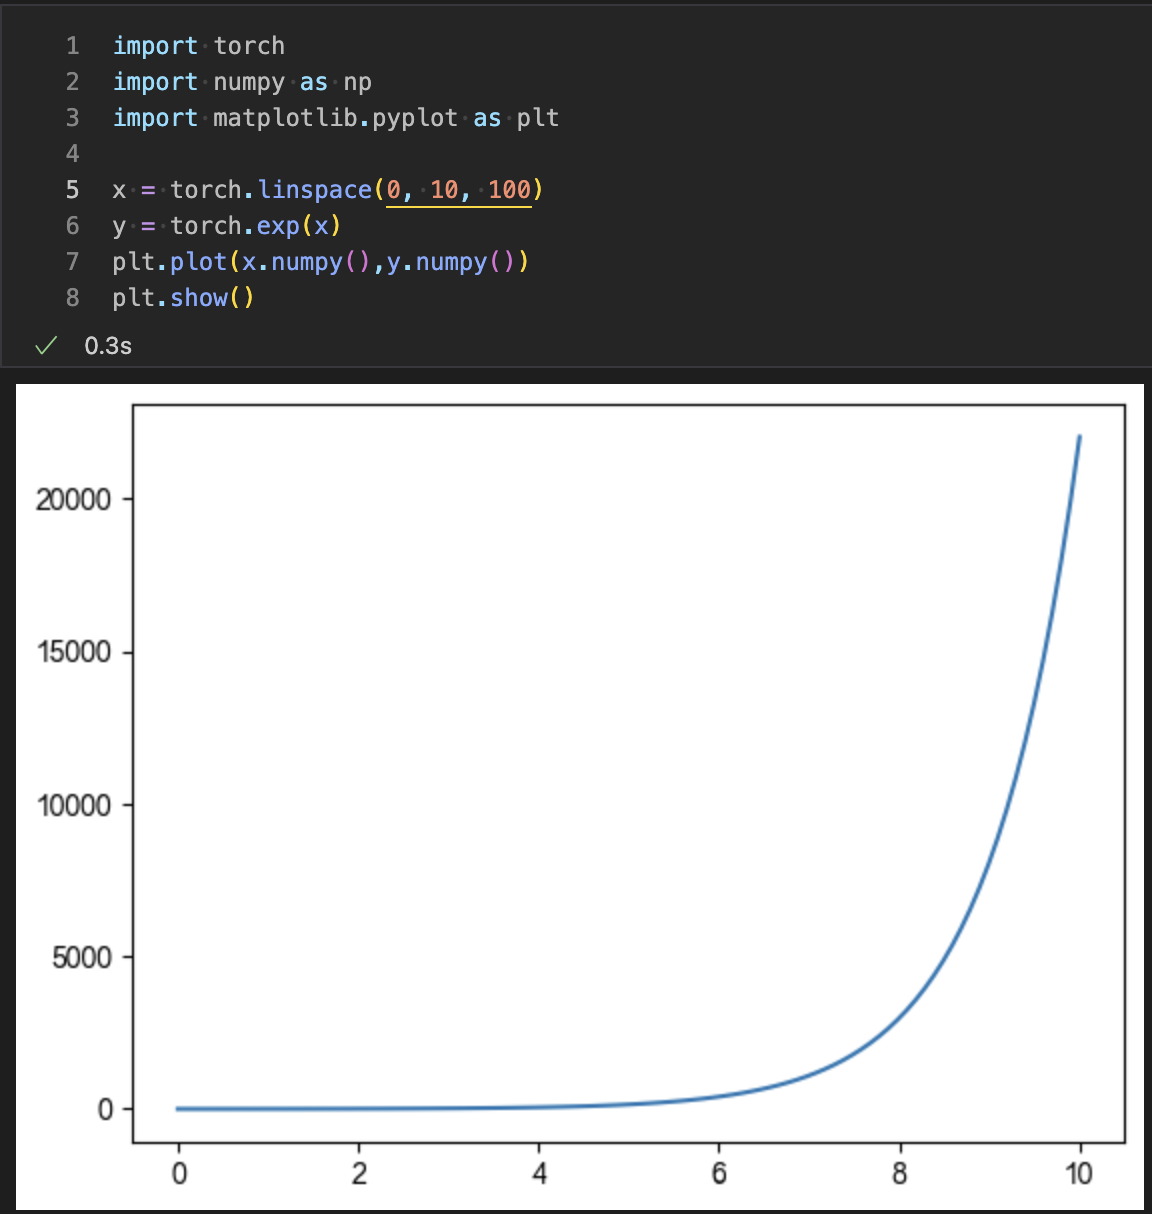 1 import torch
2 import numpy as np
3 import matplotlib.pyplot as plt
4
5 x = torch.linspace(0, 10, 100)
6 y = torch.exp(x)
7 plt.plot(x.numpy(),y.numpy())
8 plt.show()
0.3s
20000
15000
10000
5000
0
0 2 4 6 8 10